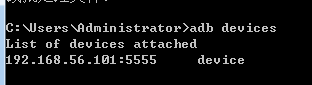 C:\Users\Administrator>adb devices
List of devices attached
192.168.56.101:5555 device